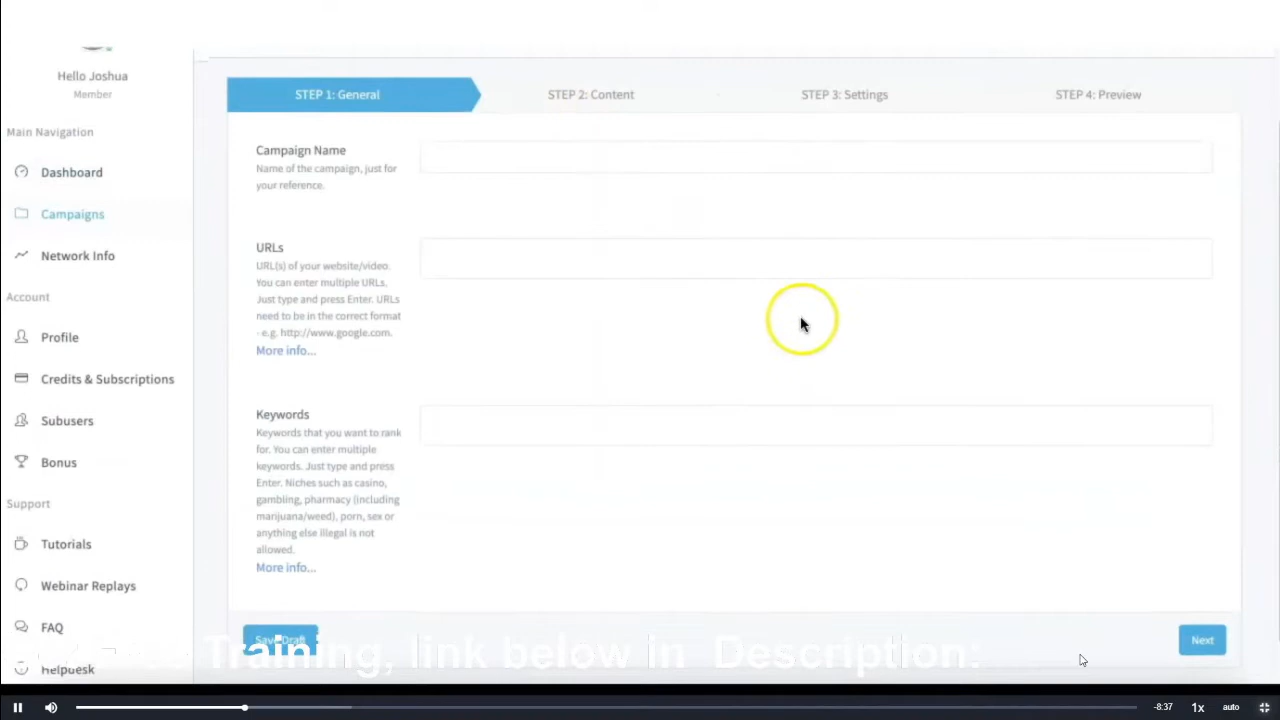 Hello Joshua
Member
Main Navigation
Dashboard
Campaigns
Network Info
Account
Profile
Credits & Subscriptions
Subusers
Bonus
Support
Tutorials
Webinar Replays
FAQ
Helpdesk
STEP 1: General
STEP 2: Content
STEP 3: Settings
STEP 4: Preview
Campaign Name
Name of the campaign, just for
your reference.
URLs
URL(s) of your website/video.
You can enter multiple URLs.
Just type and press Enter. URLs
need to be in the correct format
- e.g. http://www.google.com.
More info...
Keywords
Keywords that you want to rank
for. You can enter multiple
keywords. Just type and press
Enter. Niches such as casino,
gambling, pharmacy (including
marijuana/weed), porn, sex or
anything else illegal is not
allowed.
More info...
Save Draft
Next
Training, link below in Description:
-8:37
1x
auto